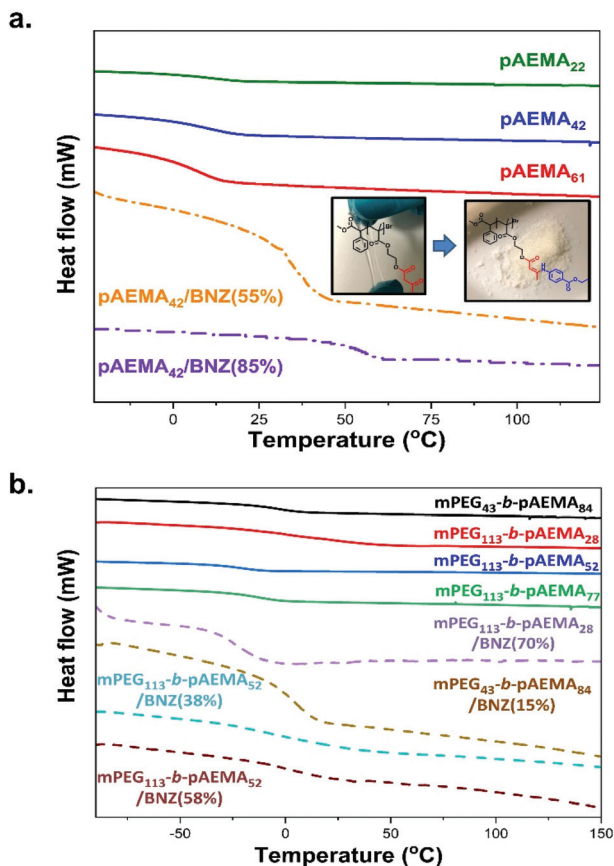 a.
Heat flow (mW)
pAEMA₂₂
pAEMA₄₂
pAEMA₆₁
pAEMA₄₂/BNZ(55%)
pAEMA₄₂/BNZ(85%)
0
25
50
75
100
Temperature (°C)
b.
Heat flow (mW)
mPEG₄₃-b-pAEMA₈₄
mPEG₁₁₃-b-pAEMA₂₈
mPEG₁₁₃-b-pAEMA₅₂
mPEG₁₁₃-b-pAEMA₇₇
mPEG₁₁₃-b-pAEMA₂₈
/BNZ(70%)
mPEG₁₁₃-b-pAEMA₅₂
/BNZ(38%)
mPEG₄₃-b-pAEMA₈₄
/BNZ(15%)
mPEG₁₁₃-b-pAEMA₅₂
/BNZ(58%)
-50
0
50
100
150
Temperature (°C)